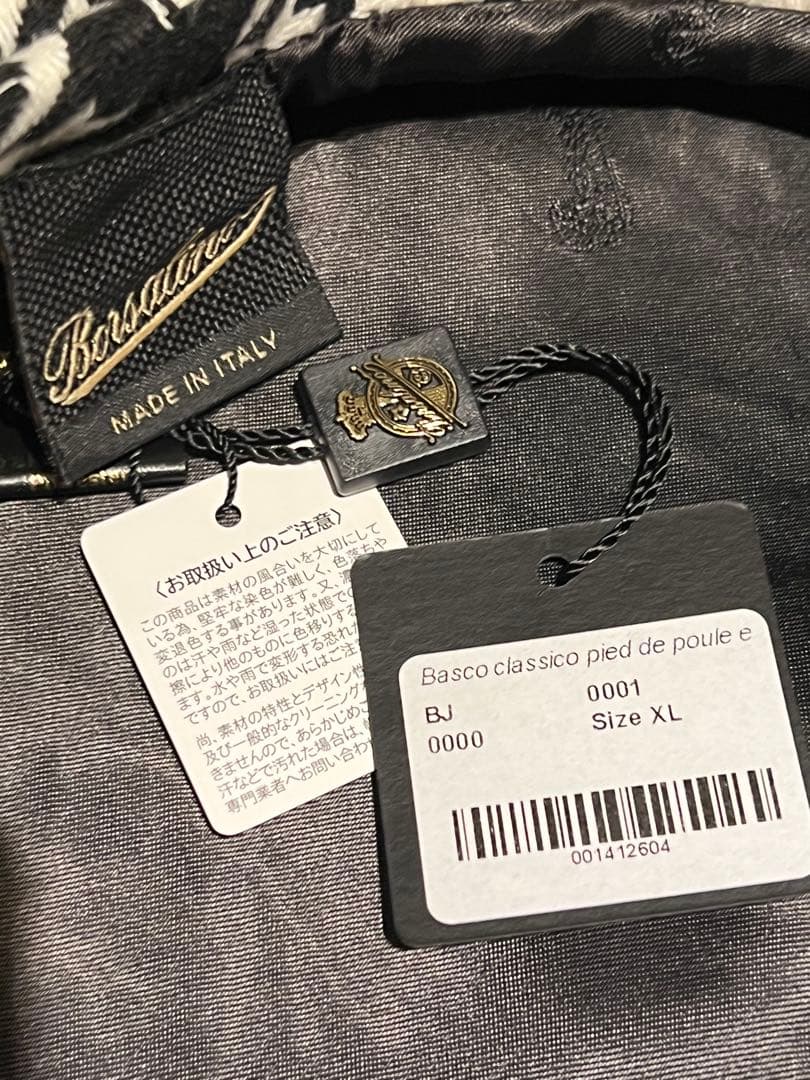 Borsalino
MADE IN ITALY
〈お取扱い上のご注意〉
この商品は素材の風合いを大切にして
いる為、堅牢な染色が難しく、色落ちや
変退色する事があります。又、濃
のは汗や雨など湿った状態で
擦により他のものに色移りする
ます。水や雨で変形する恐れ
ですので、お取扱いにはご注
尚、素材の特性とデザイン性
及び一般的なクリーニング
きませんので、あらかじめご
汗などで汚れた場合は、
専門業者へお問い合わ
Basco classico pied de poule e
BJ 0001
0000 Size XL
001412604